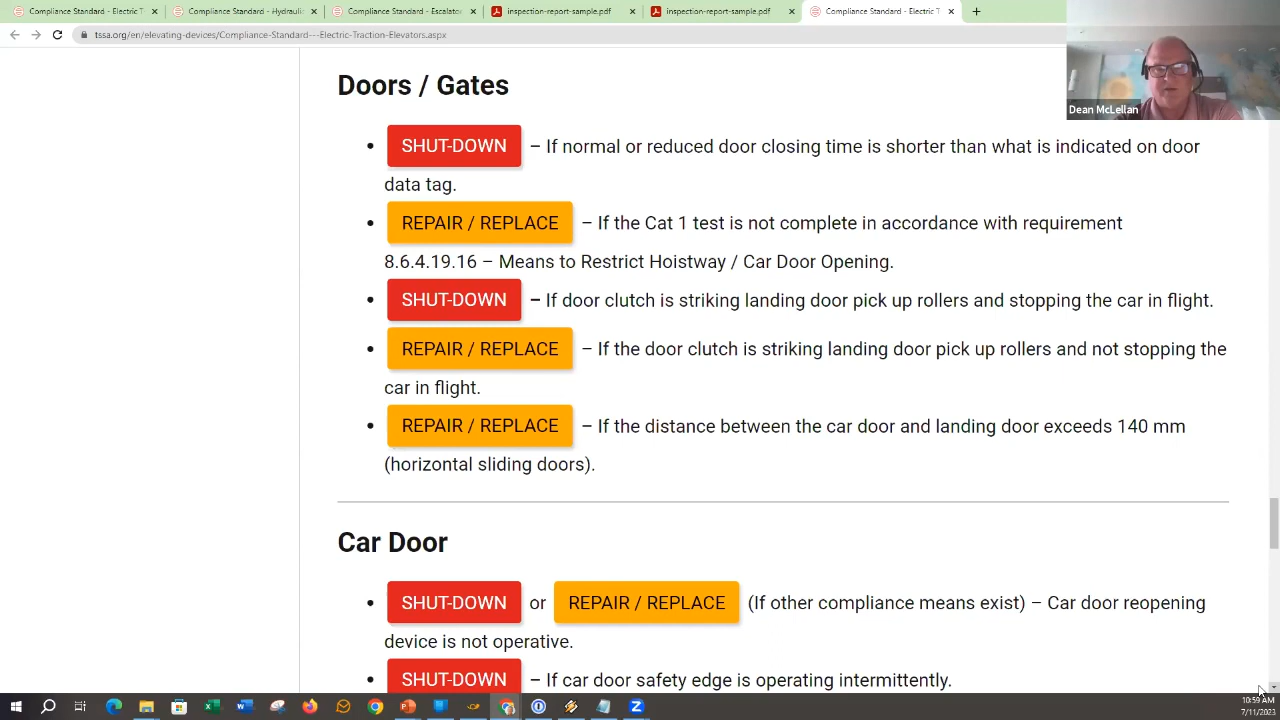 Compliance Standard - Electric T
Compliance Standard - Hydraulic
Compliance Standard - Escalator
inspection-report-sample.pdf
inspection-report-sample.pdf
Compliance Standard - Electric T
tssa.org/en/elevating-devices/Compliance-Standard---Electric-Traction-Elevators.aspx
Dean McLellan
Doors / Gates
SHUT-DOWN – If normal or reduced door closing time is shorter than what is indicated on door
data tag.
REPAIR / REPLACE – If the Cat 1 test is not complete in accordance with requirement
8.6.4.19.16 – Means to Restrict Hoistway / Car Door Opening.
SHUT-DOWN – If door clutch is striking landing door pick up rollers and stopping the car in flight.
REPAIR / REPLACE – If the door clutch is striking landing door pick up rollers and not stopping the
car in flight.
REPAIR / REPLACE – If the distance between the car door and landing door exceeds 140 mm
(horizontal sliding doors).
Car Door
SHUT-DOWN or REPAIR / REPLACE (If other compliance means exist) – Car door reopening
device is not operative.
SHUT-DOWN – If car door safety edge is operating intermittently.
10:59 AM
7/11/2023